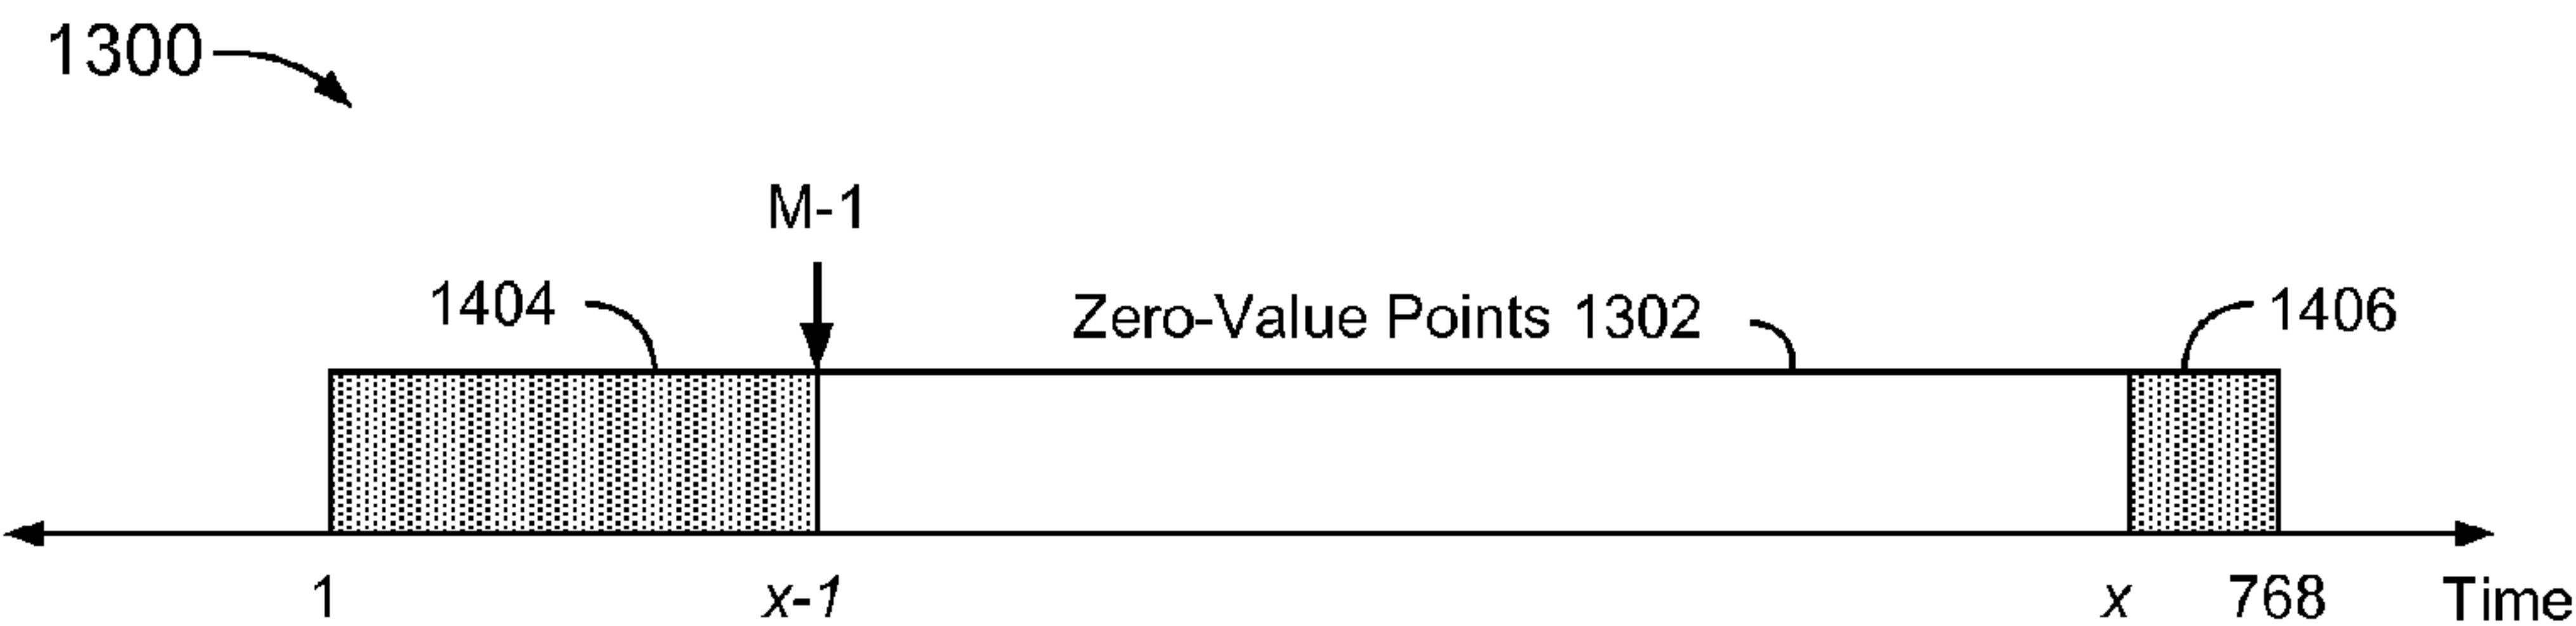 1300
M-1
1404
Zero-Value Points 1302
1406
1
x-1
x
768
Time